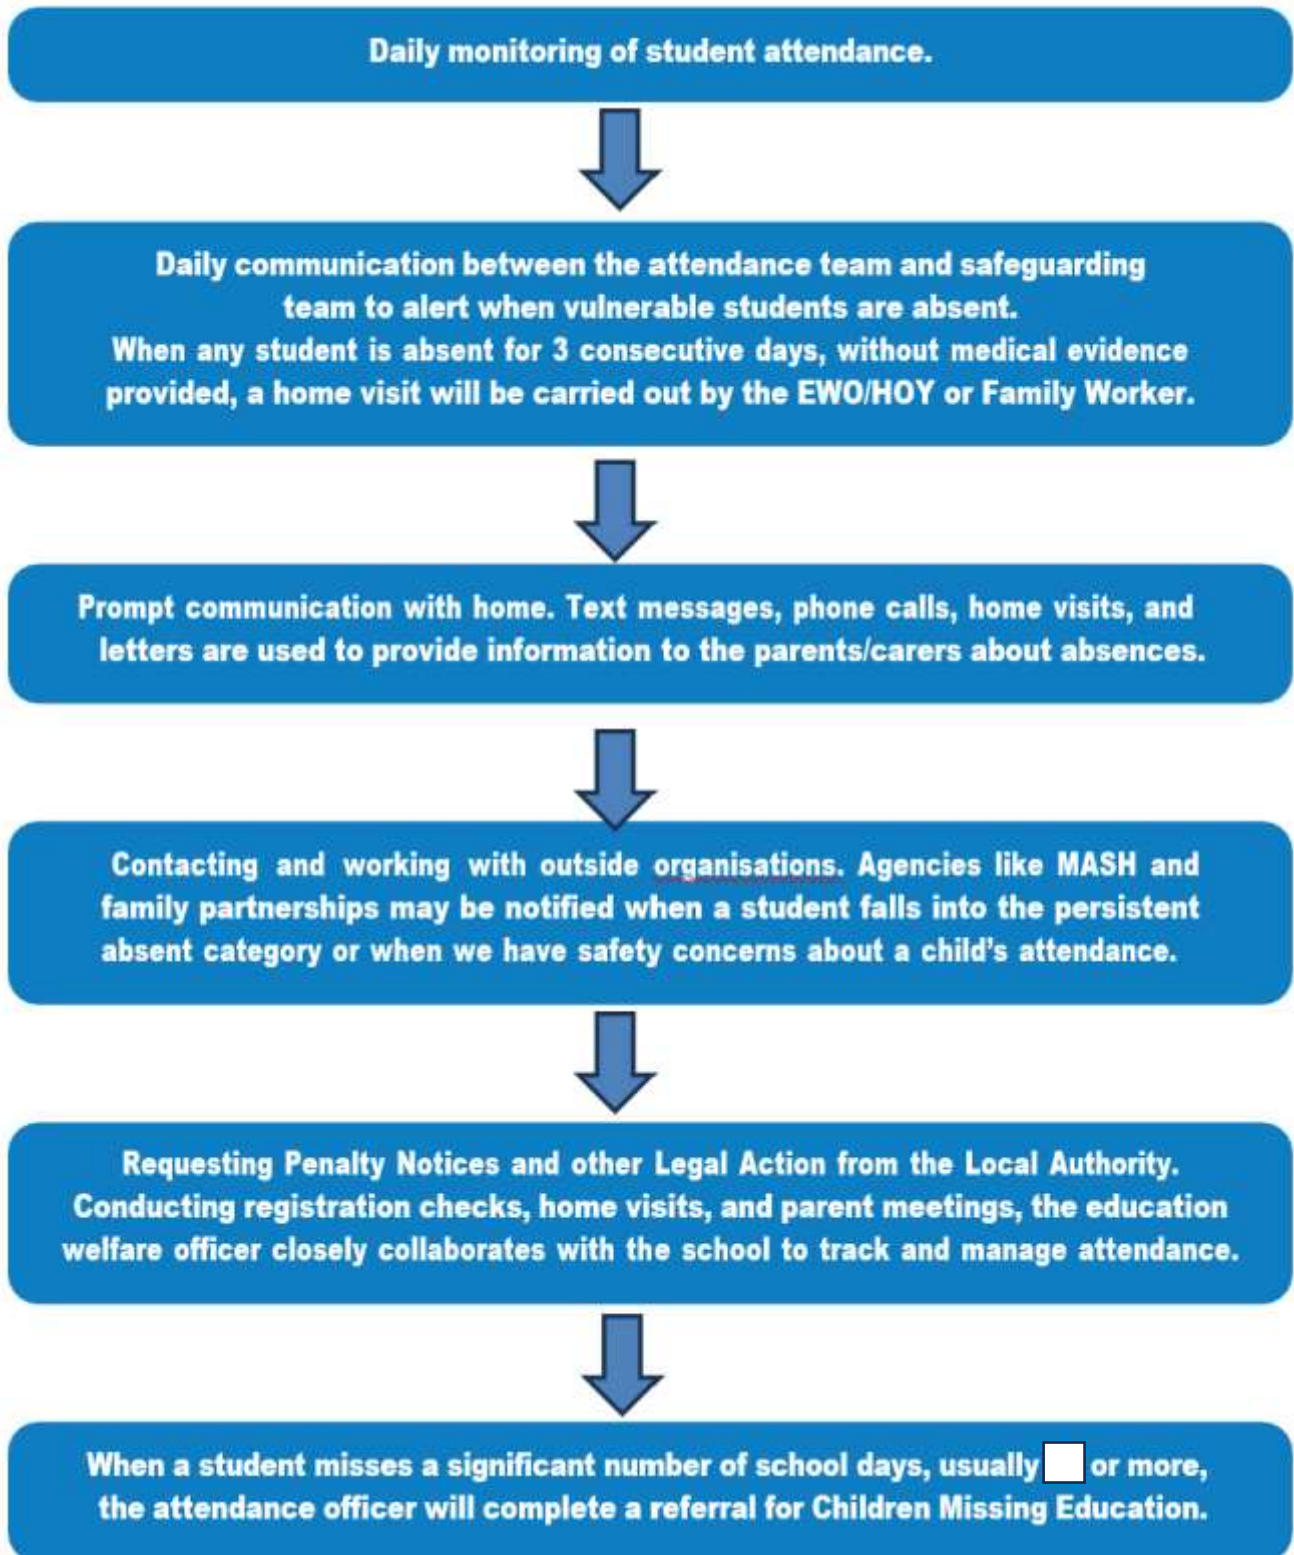 Daily monitoring of student attendance.
Daily communication between the attendance team and safeguarding
team to alert when vulnerable students are absent.
When any student is absent for 3 consecutive days, without medical evidence
provided, a home visit will be carried out by the EWO/HOY or Family Worker.
Prompt communication with home. Text messages, phone calls, home visits, and
letters are used to provide information to the parents/carers about absences.
Contacting and working with outside organisations. Agencies like MASH and
family partnerships may be notified when a student falls into the persistent
absent category or when we have safety concerns about a child's attendance.
Requesting Penalty Notices and other Legal Action from the Local Authority.
Conducting registration checks, home visits, and parent meetings, the education
welfare officer closely collaborates with the school to track and manage attendance.
When a student misses a significant number of school days, usually or more,
the attendance officer will complete a referral for Children Missing Education.